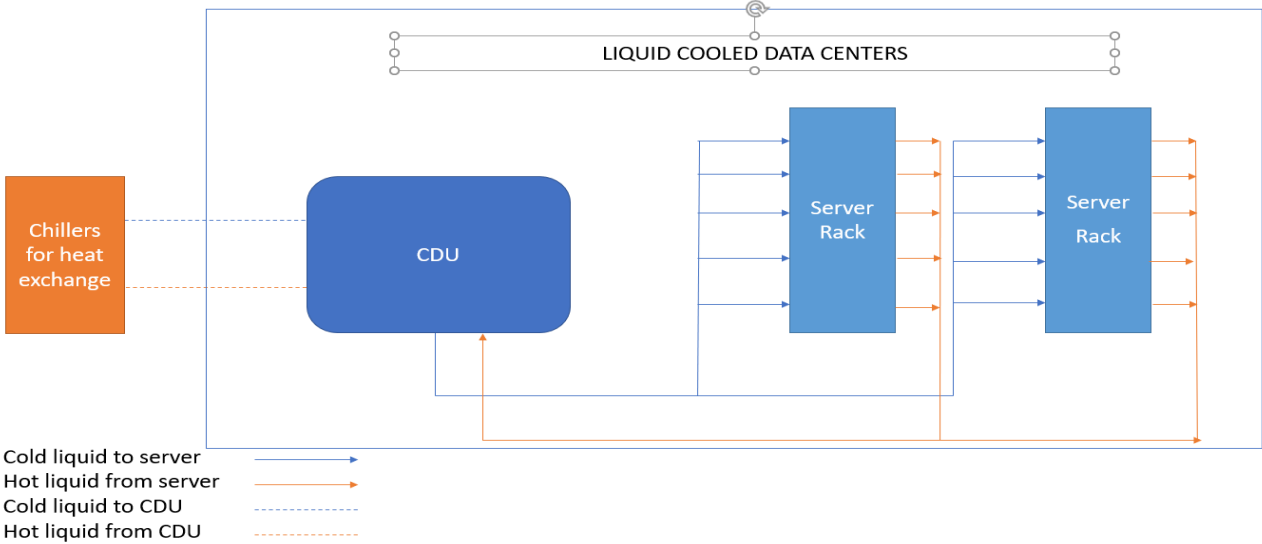 LIQUID COOLED DATA CENTERS
Chillers
for heat
exchange
CDU
Server
Rack
Server
Rack
Cold liquid to server
Hot liquid from server
Cold liquid to CDU
Hot liquid from CDU